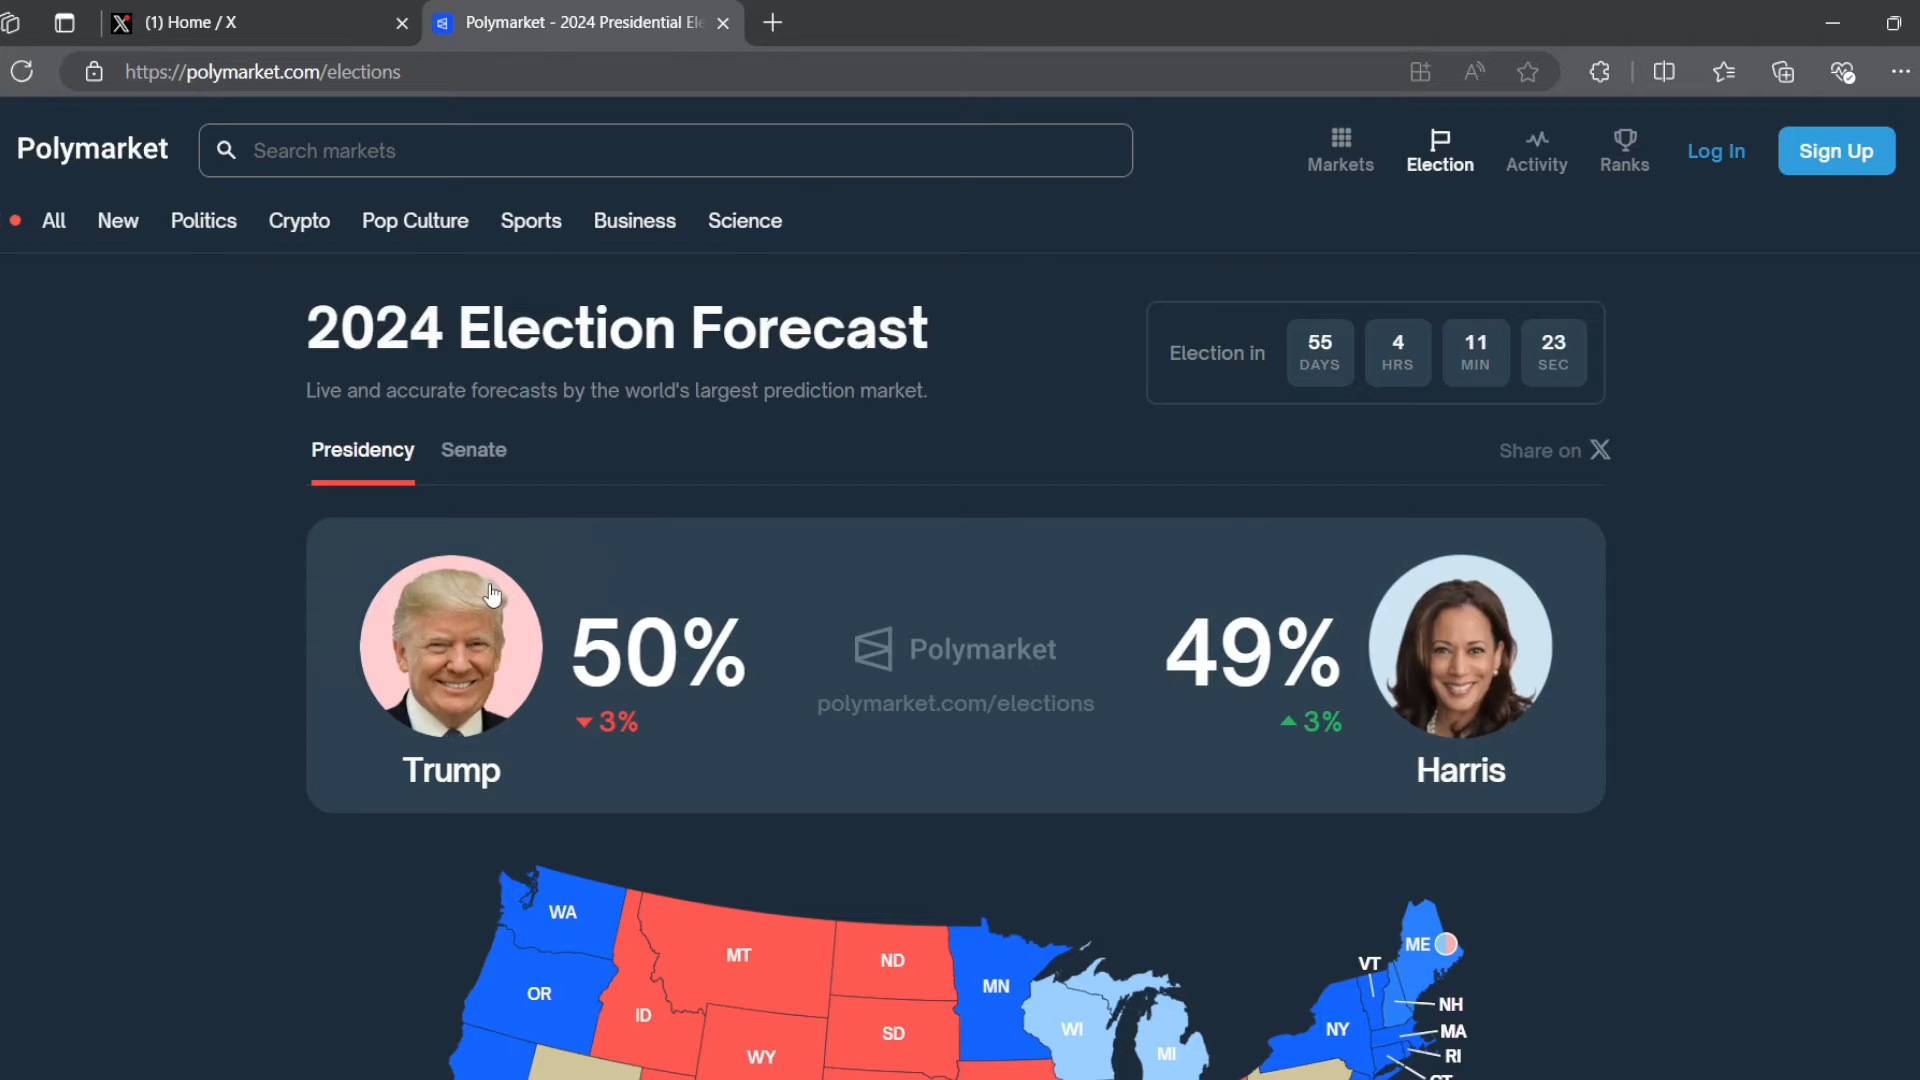 (1) Home / X
Polymarket - 2024 Presidential Ele
https://polymarket.com/elections
Polymarket
Search markets
Markets
Election
Activity
Ranks
Log In
Sign Up
All New Politics Crypto Pop Culture Sports Business Science
2024 Election Forecast
Live and accurate forecasts by the world's largest prediction market.
Election in
55 DAYS
4 HRS
11 MIN
23 SEC
Presidency Senate
Share on X
50%
3%
Trump
Polymarket
polymarket.com/elections
49%
3%
Harris
WA
MT
ND
MN
ME
VT
OR
ID
SD
WI
NY
NH
MA
WY
MI
RI